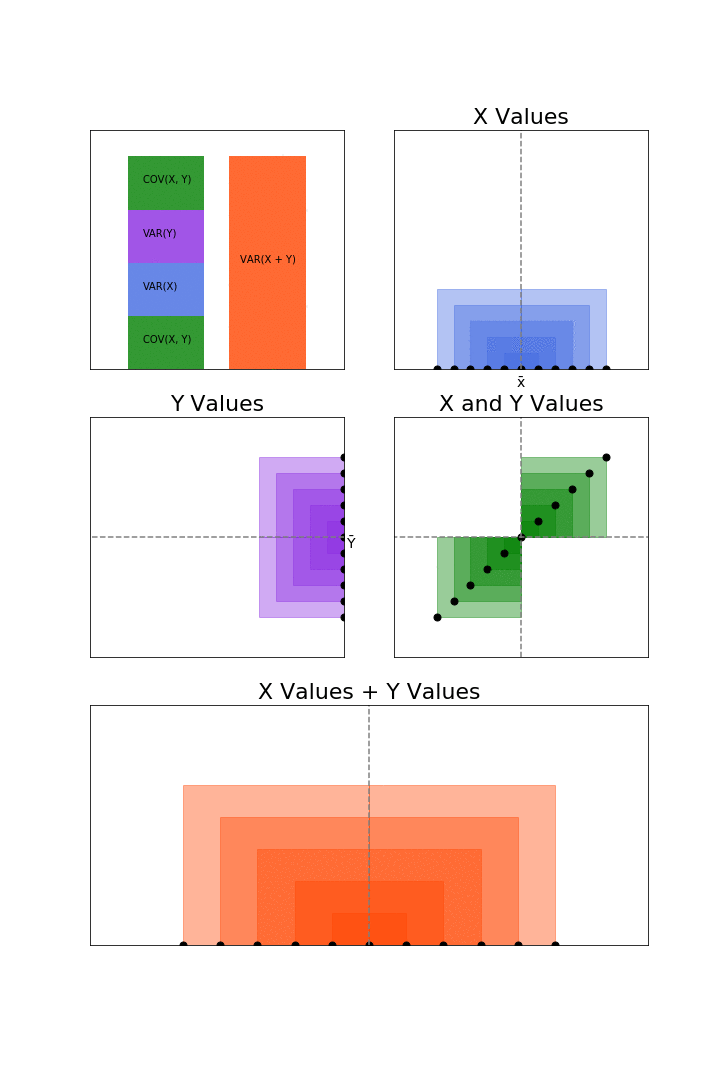 X Values
COV(X, Y)
VAR(Y)
VAR(X + Y)
VAR(X)
COV(X, Y)
x̄
Y Values
X and Y Values
Ȳ
X Values + Y Values